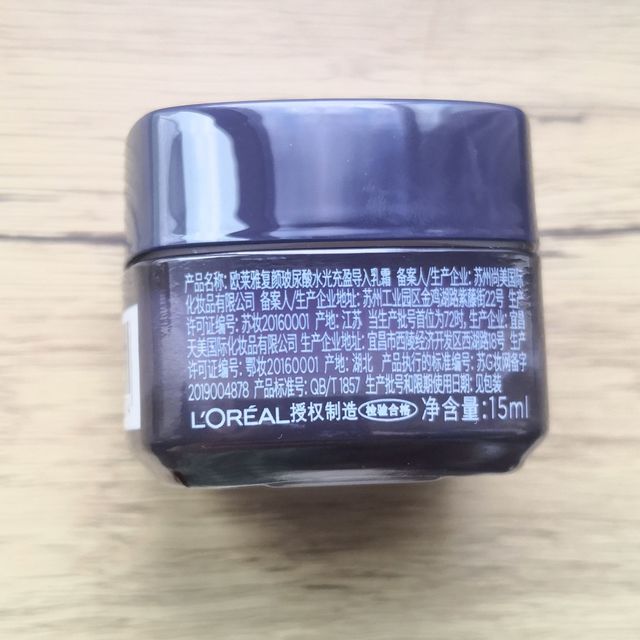 产品名称: 欧莱雅复颜玻尿酸水光充盈导入乳霜 备案人/生产企业: 苏州尚美国际
化妆品有限公司 备案人/生产企业地址: 苏州工业园区金鸡湖路紫藤街22号 生产
许可证编号: 苏妆20160001 产地: 江苏 当生产批号首位为72时, 生产企业: 宜昌
天美国际化妆品有限公司 生产企业地址: 宜昌市西陵经济开发区西湖路18号 生产
许可证编号: 鄂妆20160001 产地: 湖北 产品执行的标准编号: 苏G妆网备字
2019004878 产品标准号: QB/T 1857 生产批号和限期使用日期: 见包装
L'ORÉAL授权制造 检验合格 净含量:15ml